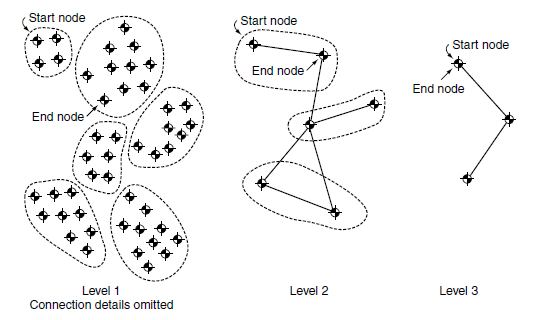 Start node
End node
Level 1
Connection details omitted
Start node
End node
Level 2
Start node
End node
Level 3